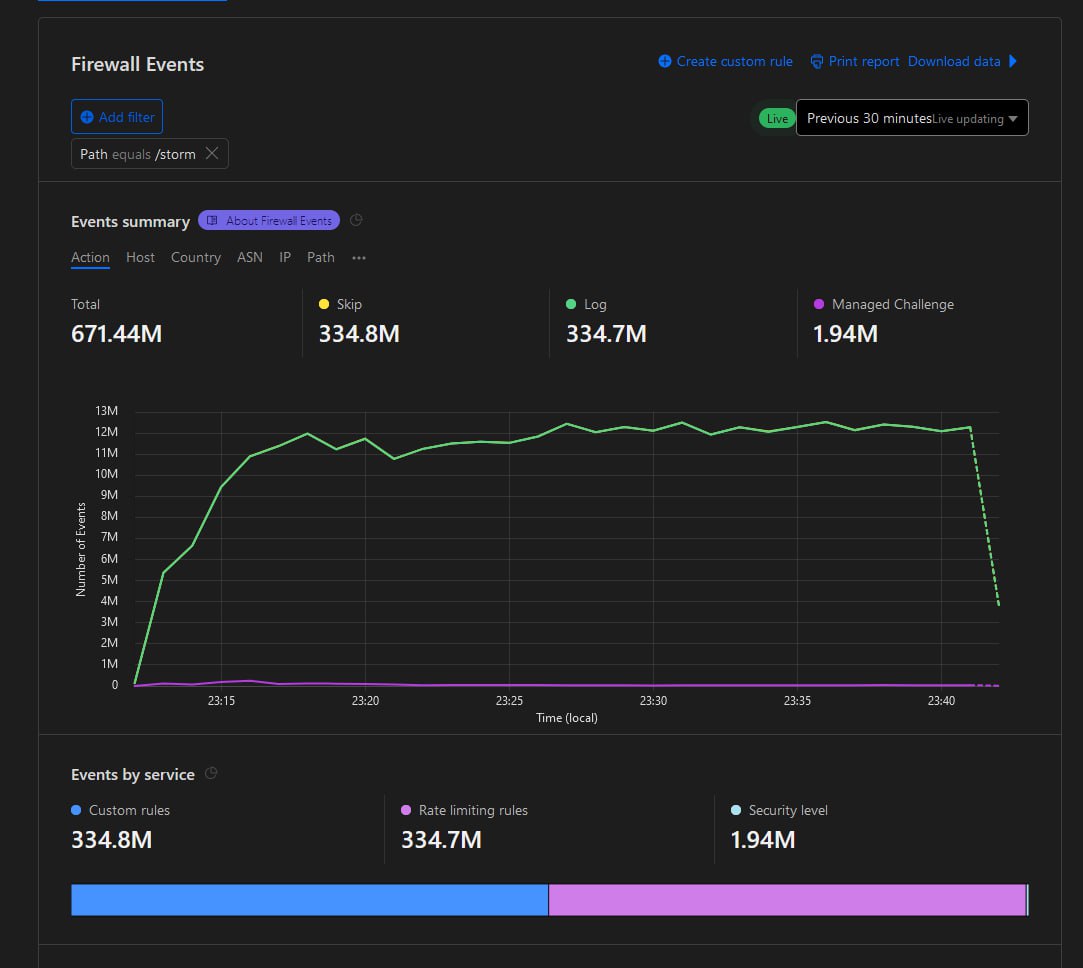 Firewall Events
Create custom rule
Print report
Download data
Add filter
Live
Previous 30 minutes Live updating
Path equals /storm
Events summary
About Firewall Events
Action Host Country ASN IP Path ...
Total
671.44M
Skip
334.8M
Log
334.7M
Managed Challenge
1.94M
13M
12M
11M
10M
9M
8M
7M
6M
5M
4M
3M
2M
1M
0
Number of Events
23:15 23:20 23:25 23:30 23:35 23:40
Time (local)
Events by service
Custom rules
334.8M
Rate limiting rules
334.7M
Security level
1.94M